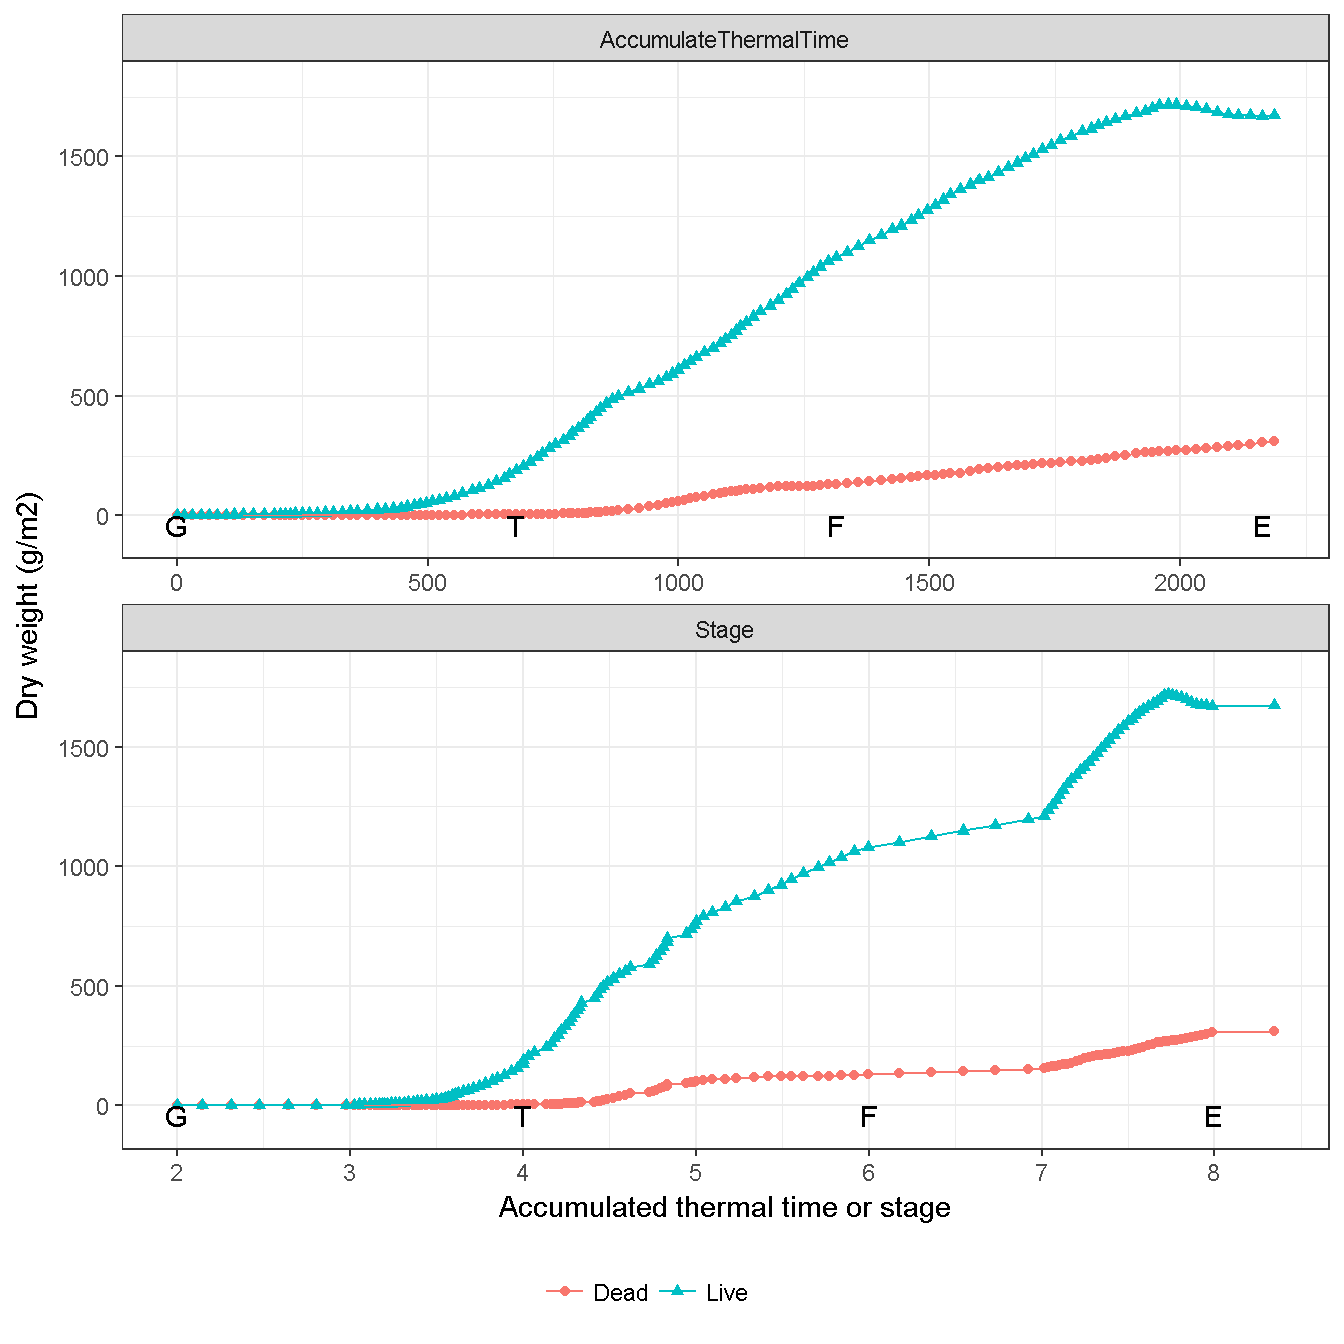 AccumulateThermalTime
1500
1000
500
0
G T F E
0 500 1000 1500 2000
Dry weight (g/m2)
Stage
1500
1000
500
0
G T F E
2 3 4 5 6 7 8
Accumulated thermal time or stage
Dead Live